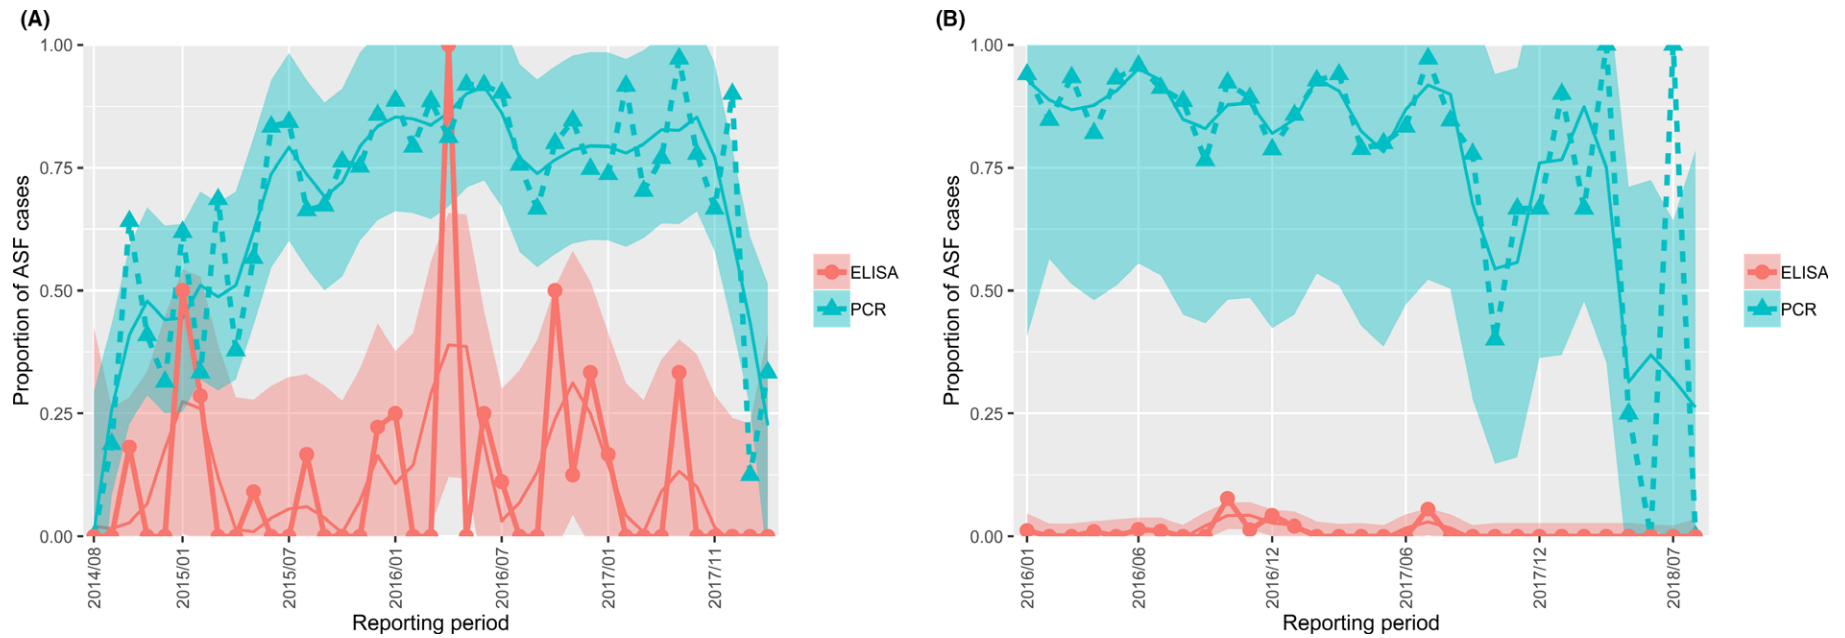 (A)
Proportion of ASF cases
1.00
0.75
0.50
0.25
0.00
2014/08
2015/01
2015/07
2016/01
2016/07
2017/01
2017/11
Reporting period
ELISA
PCR
(B)
Proportion of ASF cases
1.00
0.75
0.50
0.25
0.00
2016/01
2016/06
2016/12
2017/06
2017/12
2018/07
Reporting period
ELISA
PCR